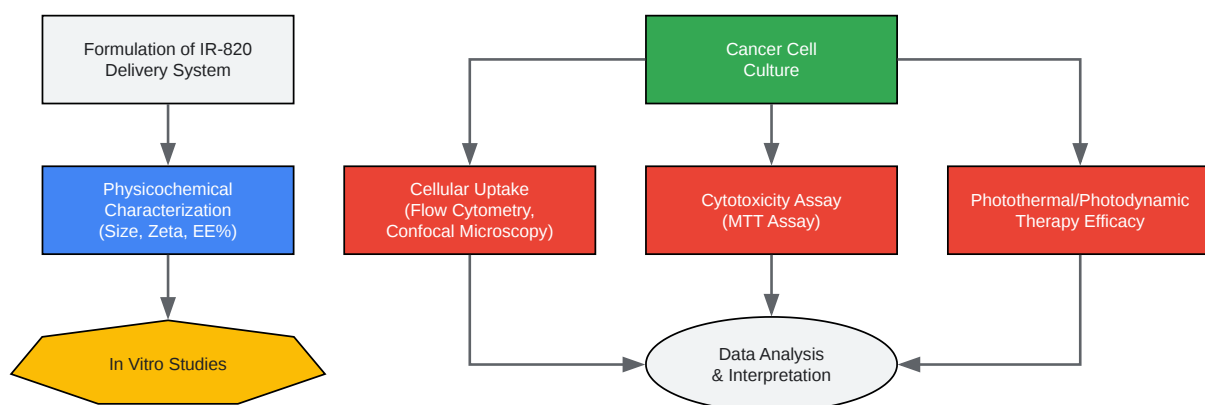 Formulation of IR-820
Delivery System
Cancer Cell
Culture
Physicochemical
Characterization
(Size, Zeta, EE%)
Cellular Uptake
(Flow Cytometry,
Confocal Microscopy)
Cytotoxicity Assay
(MTT Assay)
Photothermal/Photodynamic
Therapy Efficacy
In Vitro Studies
Data Analysis
& Interpretation